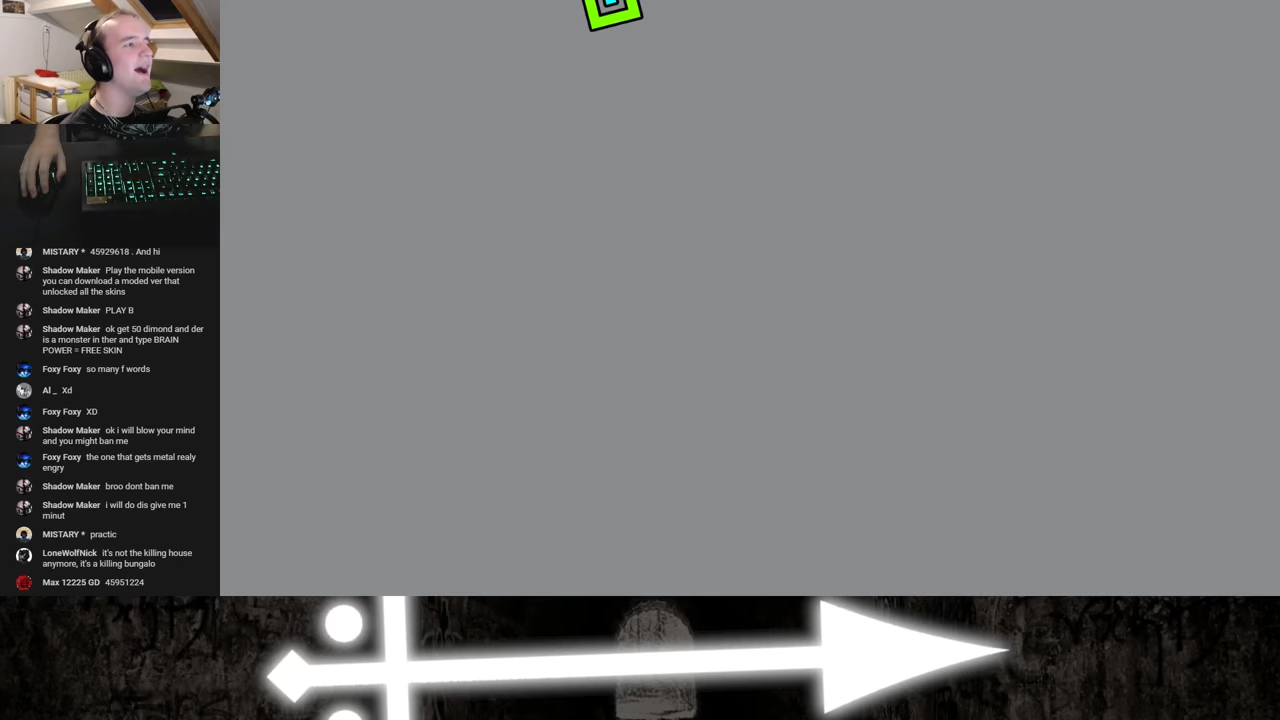 MISTARY * 45929618 . And hi
Shadow Maker Play the mobile version
you can download a moded ver that
unlocked all the skins
Shadow Maker PLAY B
Shadow Maker ok get 50 dimond and der
is a monster in ther and type BRAIN
POWER = FREE SKIN
Foxy Foxy so many f words
Al _ Xd
Foxy Foxy XD
Shadow Maker ok i will blow your mind
and you might ban me
Foxy Foxy the one that gets metal realy
engry
Shadow Maker broo dont ban me
Shadow Maker i will do dis give me 1
minut
MISTARY * practic
LoneWolfNick it's not the killing house
anymore, it's a killing bungalo
Max 12225 GD 45951224